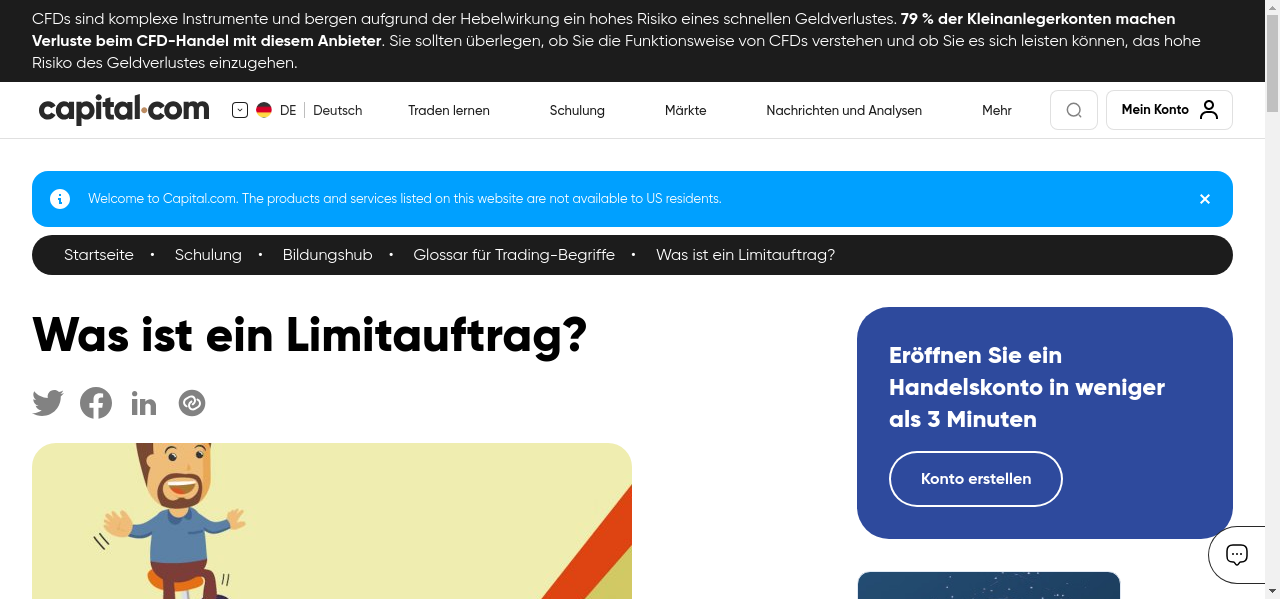 CFDs sind komplexe Instrumente und bergen aufgrund der Hebelwirkung ein hohes Risiko eines schnellen Geldverlustes. 79 % der Kleinanlegerkonten machen
Verluste beim CFD-Handel mit diesem Anbieter. Sie sollten überlegen, ob Sie die Funktionsweise von CFDs verstehen und ob Sie es sich leisten können, das hohe
Risiko des Geldverlustes einzugehen.
capital.com DE Deutsch Traden lernen Schulung Märkte Nachrichten und Analysen Mehr Mein Konto
Welcome to Capital.com. The products and services listed on this website are not available to US residents.
Startseite • Schulung • Bildungshub • Glossar für Trading-Begriffe • Was ist ein Limitauftrag?
Was ist ein Limitauftrag?
Eröffnen Sie ein
Handelskonto in weniger
als 3 Minuten
Konto erstellen